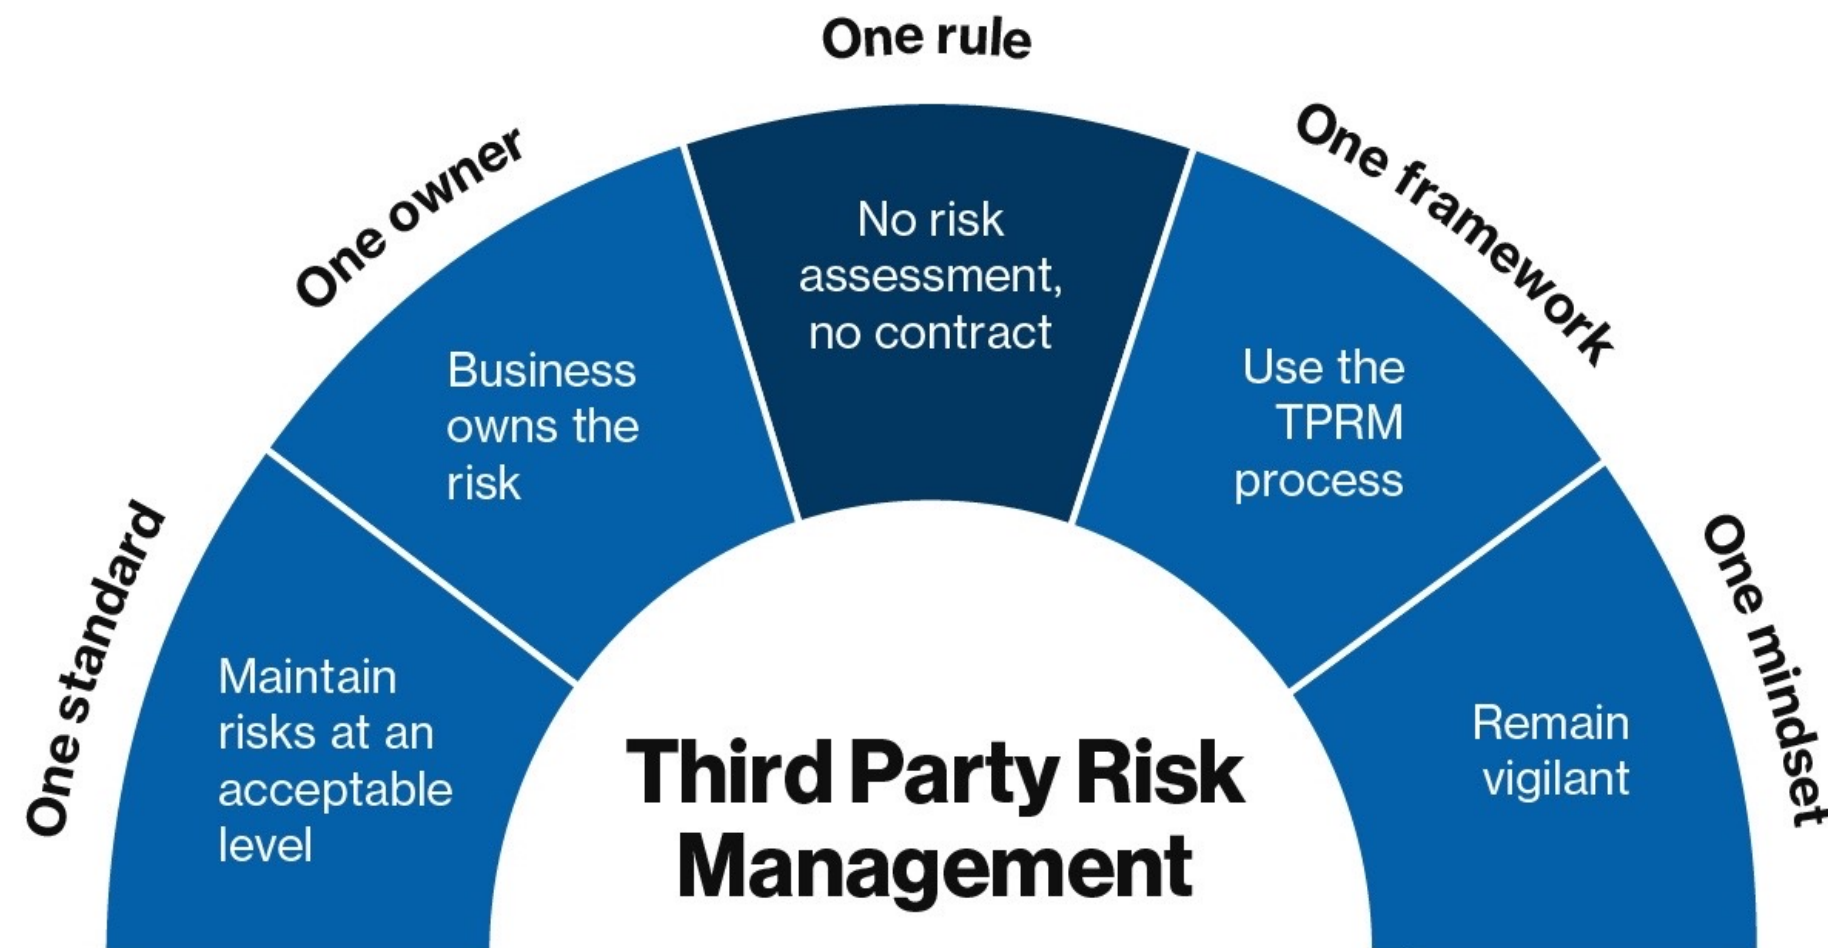 One standard
Maintain
risks at an
acceptable
level
One owner
Business
owns the
risk
One rule
No risk
assessment,
no contract
One framework
Use the
TPRM
process
One mindset
Remain
vigilant
Third Party Risk
Management